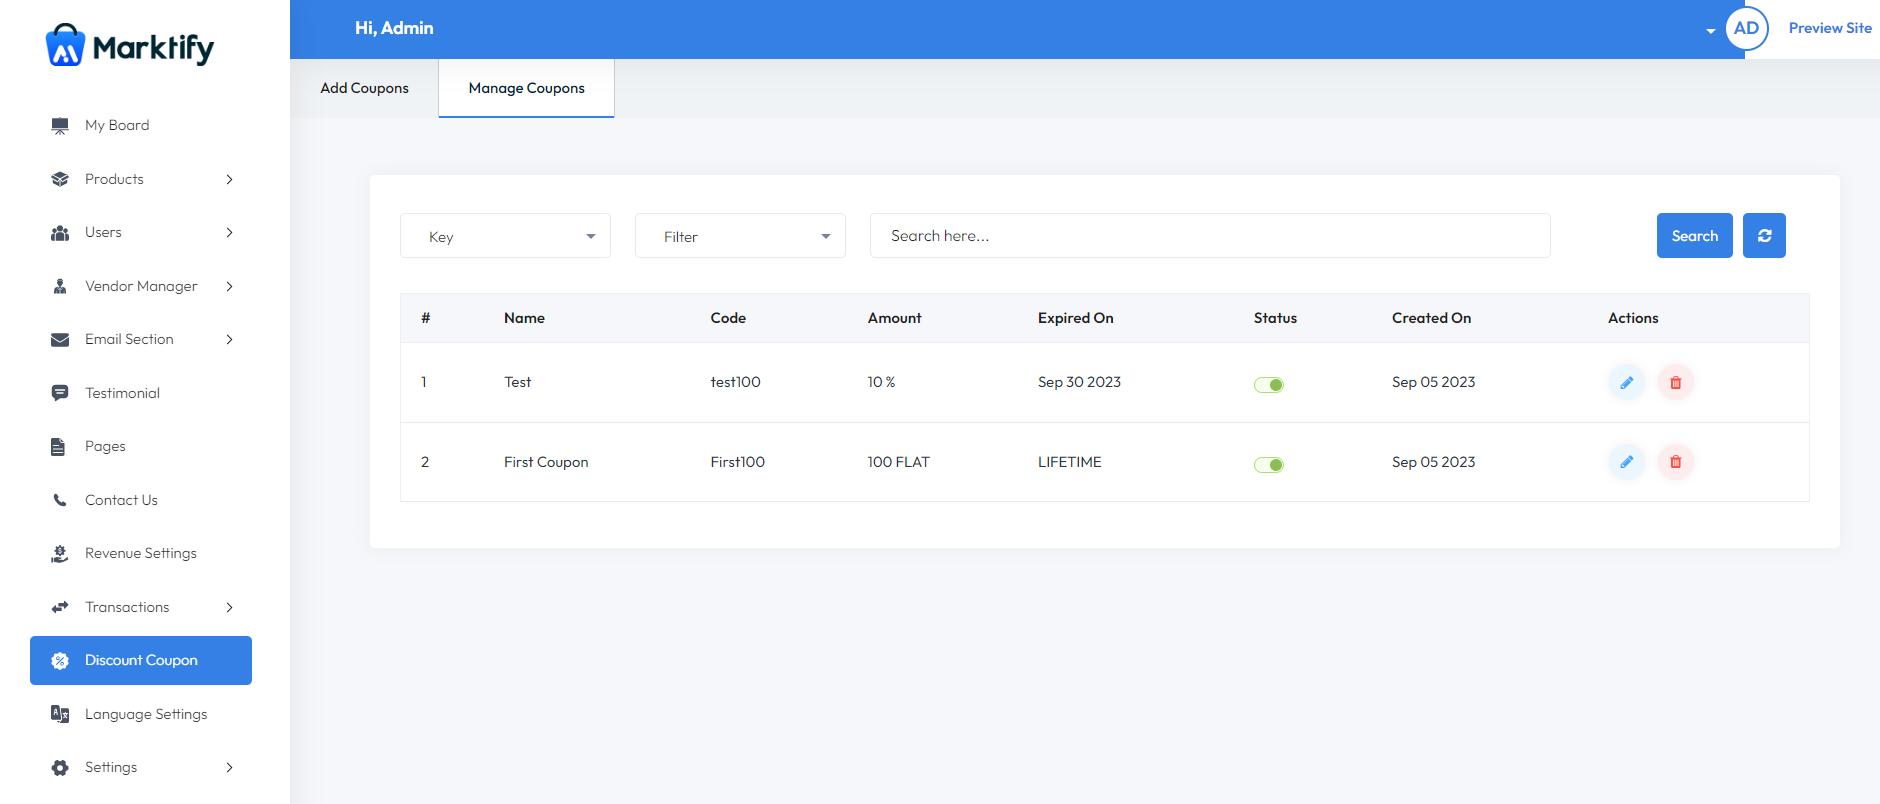 Marktify
Hi, Admin
AD
Preview Site
Add Coupons
Manage Coupons
My Board
Products
Users
Vendor Manager
Email Section
Testimonial
Pages
Contact Us
Revenue Settings
Transactions
Discount Coupon
Language Settings
Settings
Key
Filter
Search here...
Search
# Name Code Amount Expired On Status Created On Actions
1 Test test100 10 % Sep 30 2023 Sep 05 2023
2 First Coupon First100 100 FLAT LIFETIME Sep 05 2023